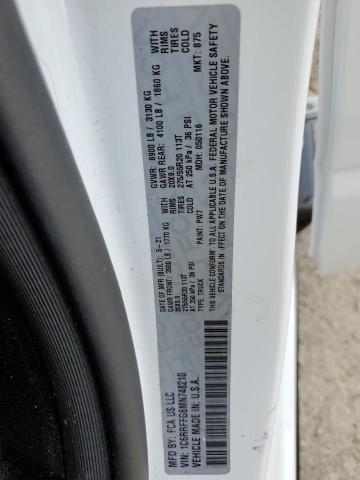 MFD BY: FCA US LLC
DATE OF MFR (BUILT): 5-21
GVWR: 6900 LB / 3130 KG
GAWR FRONT: 3900 LB / 1770 KG
WITH
GAWR REAR: 4100 LB / 1860 KG
WITH
20X9.0
RIMS
20X9.0
RIMS
275/55R20 113T
TIRES
275/55R20 113T
TIRES
AT 250 kPa / 36 PSI
COLD
AT 250 kPa / 36 PSI
COLD
TYPE: TRUCK
PAINT: PW7
MDH: 050116
MKT: 875
THIS VEHICLE CONFORMS TO ALL APPLICABLE U.S.A. FEDERAL MOTOR VEHICLE SAFETY
STANDARDS IN EFFECT ON THE DATE OF MANUFACTURE SHOWN ABOVE.
VIN: 1C6RRFFG6MN748210
VEHICLE MADE IN: U.S.A.